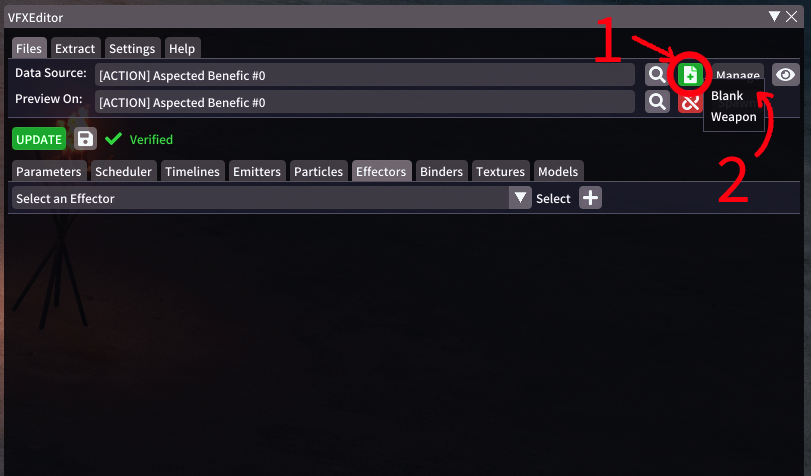 VFXEditor
1
Files Extract Settings Help
Data Source: [ACTION] Aspected Benefic #0 Manage
Blank
Preview On: [ACTION] Aspected Benefic #0
Weapon
UPDATE Verified
2
Parameters Scheduler Timelines Emitters Particles Effectors Binders Textures Models
Select an Effector Select